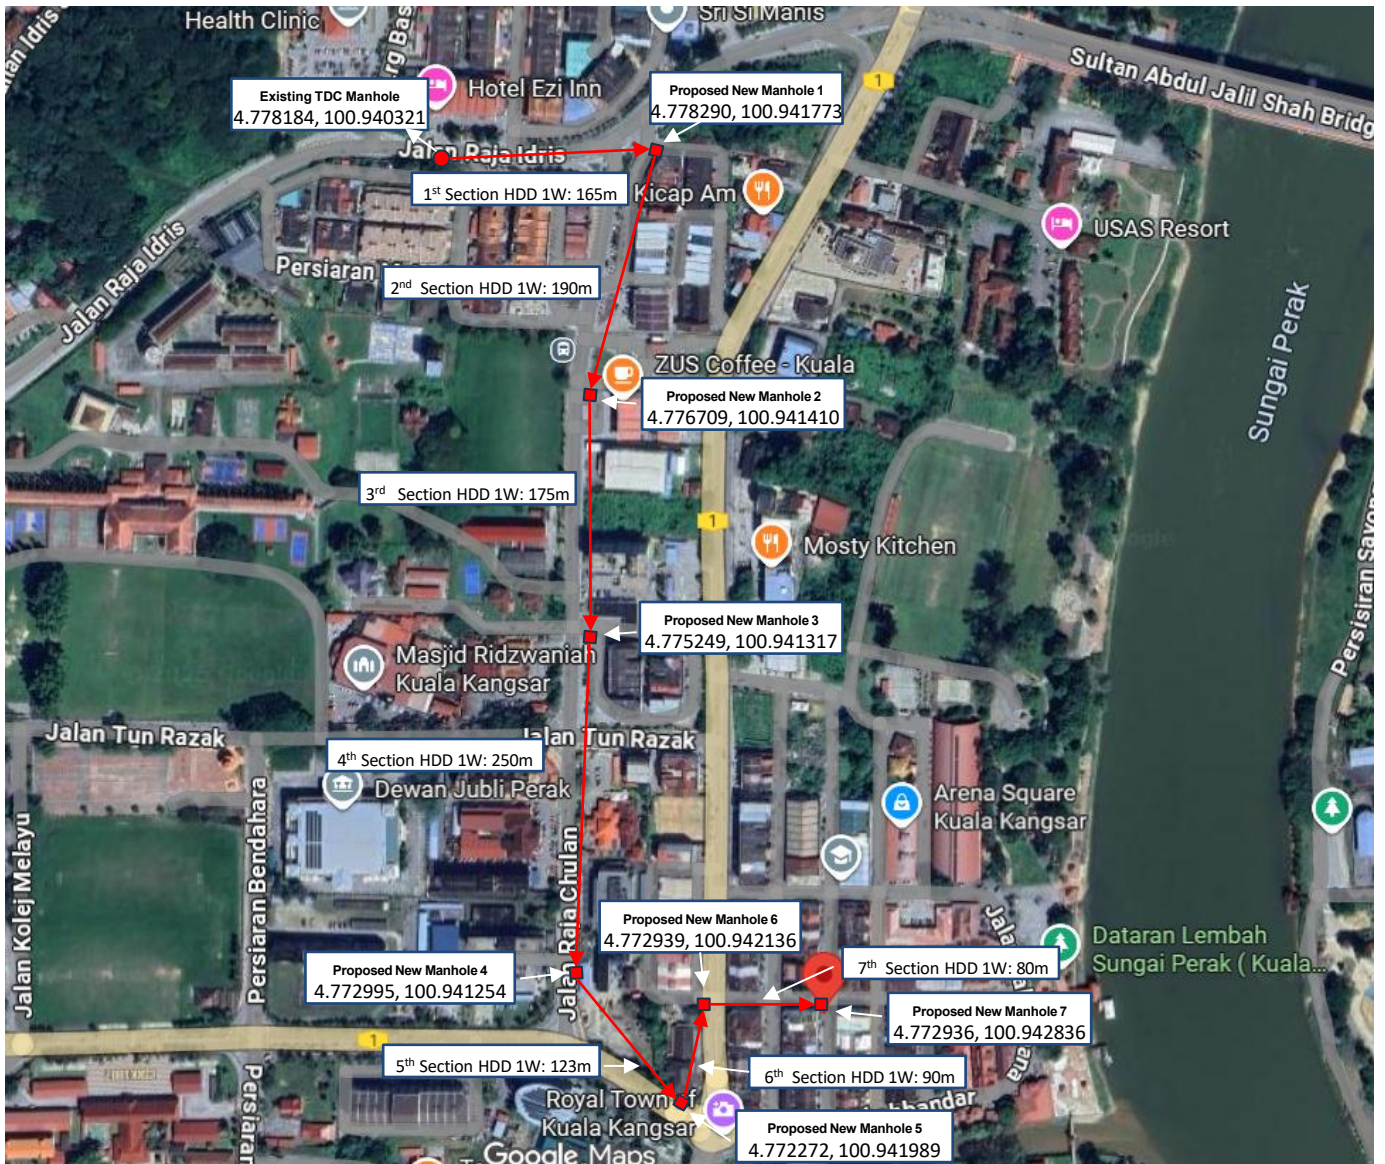 Health Clinic
Sri Si Manis
Sultan Abdul Jalil Shah Bridg
1
Hotel Ezi Inn
Existing TDC Manhole
4.778184, 100.940321
Proposed New Manhole 1
4.778290, 100.941773
Jalan Raja Idris
1st Section HDD 1W: 165m
Kicap Am
USAS Resort
Jalan Raja Idris
Persiaran
2nd Section HDD 1W: 190m
Sungai Perak
ZUS Coffee - Kuala
Proposed New Manhole 2
4.776709, 100.941410
3rd Section HDD 1W: 175m
1
Mosty Kitchen
Persisiran Sayong
Proposed New Manhole 3
4.775249, 100.941317
Masjid Ridzwaniah
Kuala Kangsar
Jalan Tun Razak
Jalan Tun Razak
4th Section HDD 1W: 250m
Dewan Jubli Perak
Arena Square
Kuala Kangsar
Jalan Kolej Melayu
Persiaran Bendahara
Jalan Raja Chulan
Proposed New Manhole 6
4.772939, 100.942136
Dataran Lembah
Sungai Perak ( Kuala...
7th Section HDD 1W: 80m
Proposed New Manhole 4
4.772995, 100.941254
Proposed New Manhole 7
4.772936, 100.942836
1
5th Section HDD 1W: 123m
6th Section HDD 1W: 90m
Persiaran
Royal Town of
Kuala Kangsar
Proposed New Manhole 5
4.772272, 100.941989
Google Maps